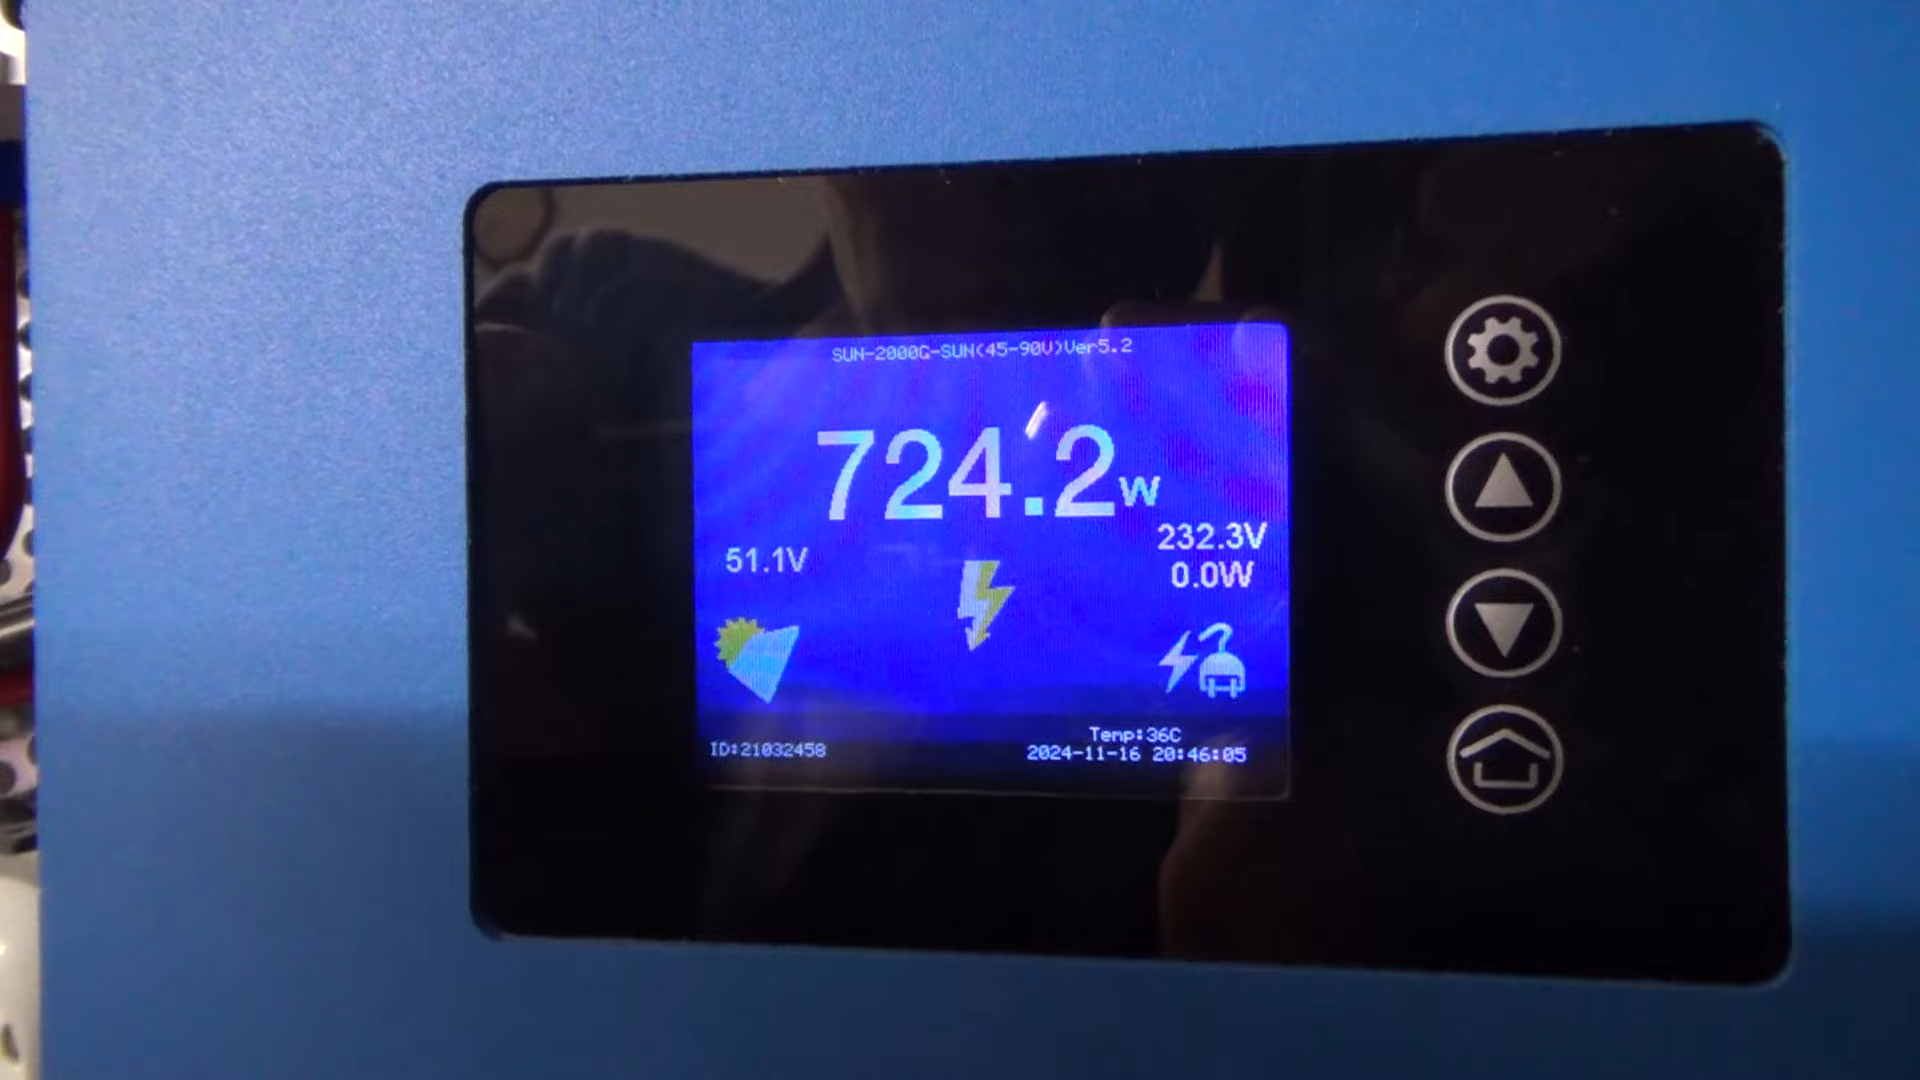 SUN-2000G-SUN(45-90V)Ver5.2
724.2W
51.1V
232.3V
0.0W
Temp:36C
ID:21032458
2024-11-16 20:46:05